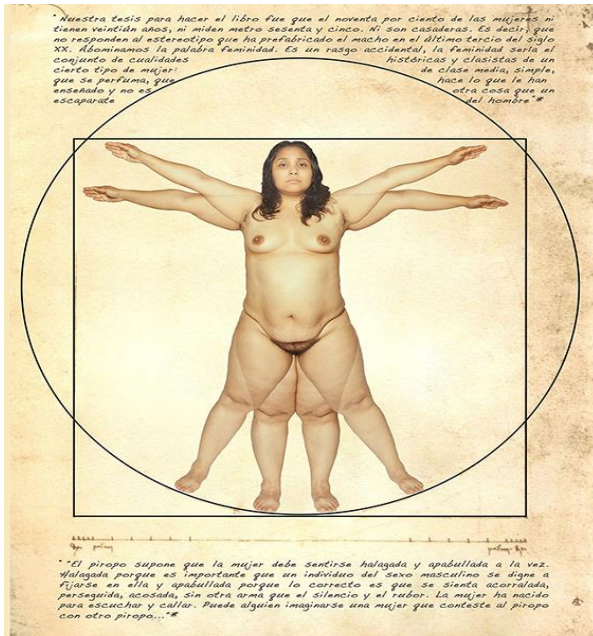 "Nuestra tesis para hacer el libro fue que el noventa por ciento de las mujeres ni
tienen veintiún años, ni miden metro sesenta y cinco. Ni son casaderas. Es decir, que
no responden al estereotipo que ha prefabricado el macho en el último tercio del siglo
XX. Abominamos la palabra feminidad. Es un rasgo accidental, la feminidad sería el
conjunto de cualidades históricas y clasistas de un
cierto tipo de mujer: de clase media, simple,
que se perfuma, que hace lo que le han
enseñado y no es otra cosa que un
escaparate del hombre"*
" "El piropo supone que la mujer debe sentirse halagada y apabullada a la vez.
Halagada porque es importante que un individuo del sexo masculino se digne a
fijarse en ella y apabullada porque lo correcto es que se sienta acorralada,
perseguida, acosada, sin otra arma que el silencio y el rubor. La mujer ha nacido
para escuchar y callar. Puede alguien imaginarse una mujer que conteste al piropo
con otro piropo..."*